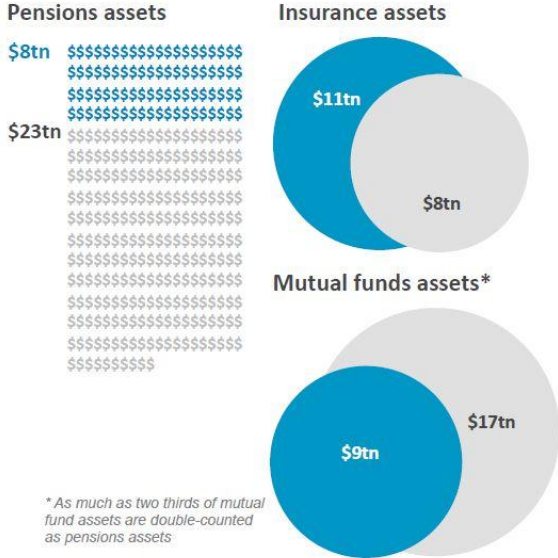 Pensions assets
$8tn
$$$$$$$$$$$$$$$$$$$$
$$$$$$$$$$$$$$$$$$$$
$$$$$$$$$$$$$$$$$$$$
$$$$$$$$$$$$$$$$$$$$
$23tn
$$$$$$$$$$$$$$$$$$$$
$$$$$$$$$$$$$$$$$$$$
$$$$$$$$$$$$$$$$$$$$
$$$$$$$$$$$$$$$$$$$$
$$$$$$$$$$$$$$$$$$$$
$$$$$$$$$$$$$$$$$$$$
$$$$$$$$$$$$$$$$$$$$
$$$$$$$$$$$$$$$$$$$$
$$$$$$$$$$$$$$$$$$$$
$$$$$$$$$$$$$$$$$$$$
$$$$$$$$$$$$$$$$$$$$
$$$$$$$$$$
Insurance assets
$11tn
$8tn
Mutual funds assets*
$17tn
$9tn
* As much as two thirds of mutual
fund assets are double-counted
as pensions assets